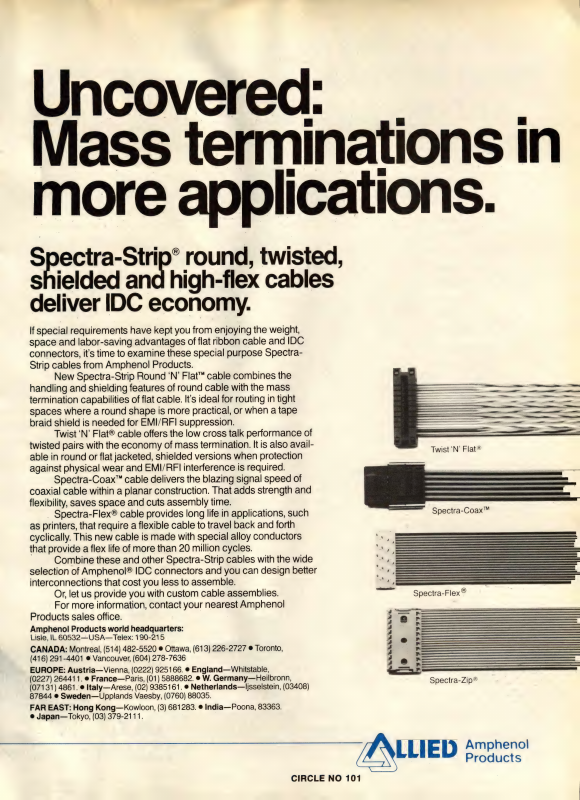 Uncovered:
Mass terminations in
more applications.
Spectra-Strip® round, twisted,
shielded and high-flex cables
deliver IDC economy.
If special requirements have kept you from enjoying the weight,
space and labor-saving advantages of flat ribbon cable and IDC
connectors, it's time to examine these special purpose Spectra-
Strip cables from Amphenol Products.
New Spectra-Strip Round 'N' Flat™ cable combines the
handling and shielding features of round cable with the mass
termination capabilities of flat cable. It's ideal for routing in tight
spaces where a round shape is more practical, or when a tape
braid shield is needed for EMI/RFI suppression.
Twist 'N' Flat® cable offers the low cross talk performance of
twisted pairs with the economy of mass termination. It is also avail-
able in round or flat jacketed, shielded versions when protection
against physical wear and EMI/RFI interference is required.
Spectra-Coax™ cable delivers the blazing signal speed of
coaxial cable within a planar construction. That adds strength and
flexibility, saves space and cuts assembly time.
Spectra-Flex® cable provides long life in applications, such
as printers, that require a flexible cable to travel back and forth
cyclically. This new cable is made with special alloy conductors
that provide a flex life of more than 20 million cycles.
Combine these and other Spectra-Strip cables with the wide
selection of Amphenol® IDC connectors and you can design better
interconnections that cost you less to assemble.
Or, let us provide you with custom cable assemblies.
For more information, contact your nearest Amphenol
Products sales office.
Amphenol Products world headquarters:
Lisle, IL 60532—USA—Telex: 190-215
CANADA: Montreal, (514) 482-5520 ● Ottawa, (613) 226-2727 ● Toronto,
(416) 291-4401 ● Vancouver, (604) 278-7636
EUROPE: Austria—Vienna, (0222) 925166. ● England—Whitstable,
(0227) 264411. ● France—Paris, (01) 5888682. ● W. Germany—Heilbronn,
(07131) 4861. ● Italy—Arese, (02) 9385161. ● Netherlands—Ijsselstein, (03408)
87844 ● Sweden—Upplands Vaesby, (0760) 88035.
FAR EAST: Hong Kong—Kowloon, (3) 681283. ● India—Poona, 83363.
● Japan—Tokyo, (03) 379-2111.
Twist 'N' Flat®
Spectra-Coax™
Spectra-Flex®
Spectra-Zip®
ALLIED Amphenol
Products
CIRCLE NO 101